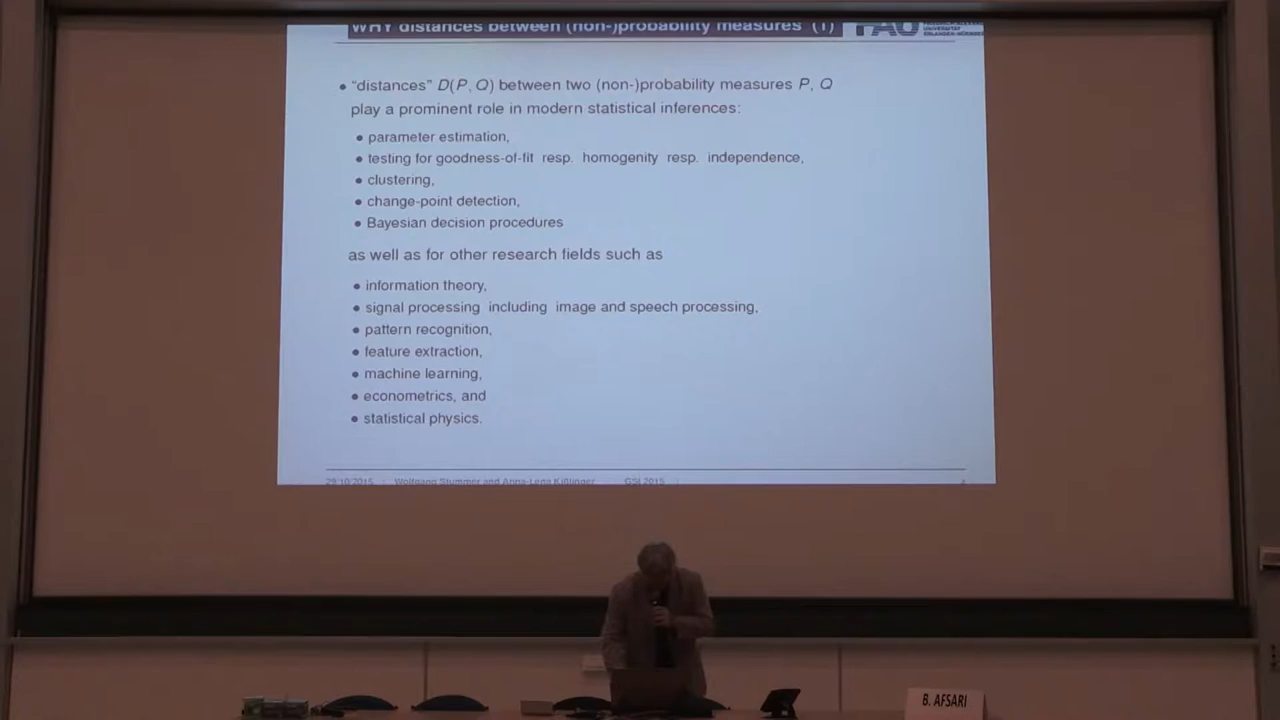 WHY distances between (non-)probability measures (1)
FAU
UNIVERSITÄT
ERLANGEN-NÜRNBERG
• “distances” D(P, Q) between two (non-)probability measures P, Q
play a prominent role in modern statistical inferences:
• parameter estimation,
• testing for goodness-of-fit resp. homogenity resp. independence,
• clustering,
• change-point detection,
• Bayesian decision procedures
as well as for other research fields such as
• information theory,
• signal processing including image and speech processing,
• pattern recognition,
• feature extraction,
• machine learning,
• econometrics, and
• statistical physics.
29/10/2015 | Wolfgang Stummer and Anna-Lena Kißlinger GSI 2015 | 4
B. AFSARI